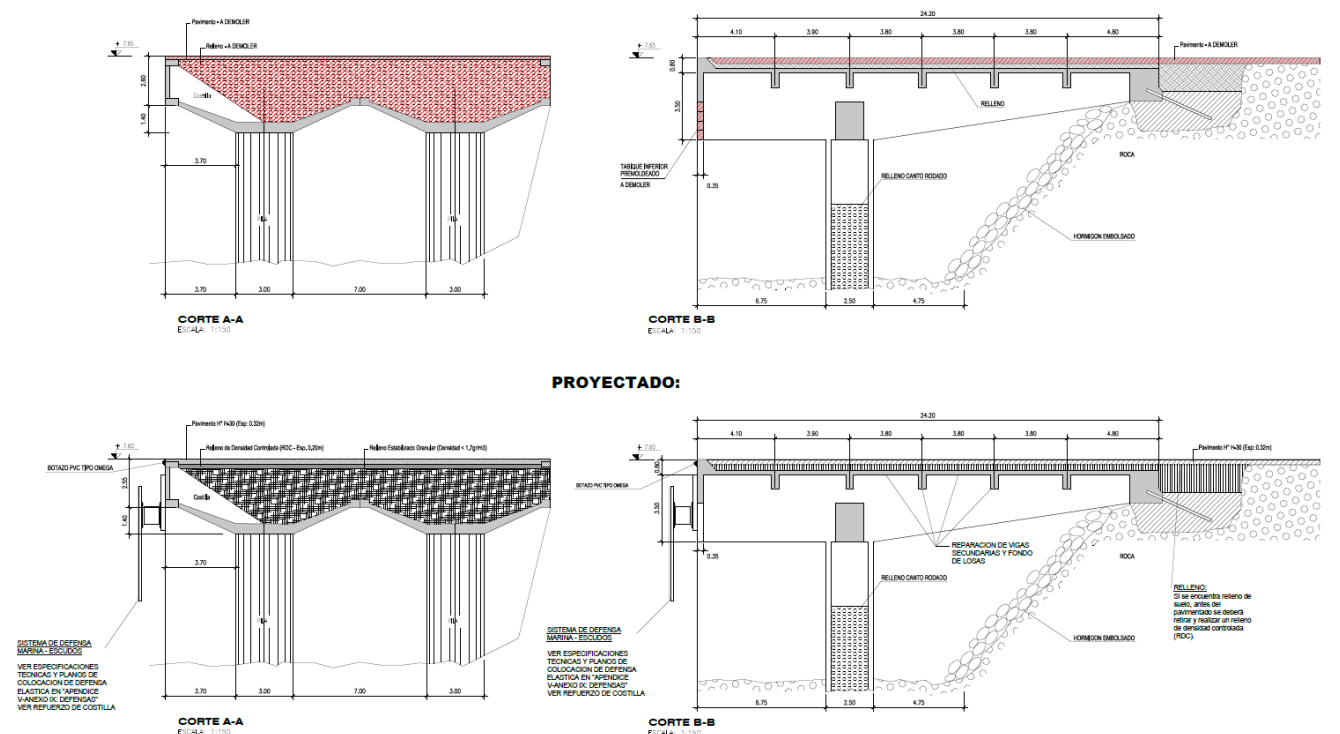 Pavimento - A DEMOLER
Relleno - A DEMOLER
+ 7.65
2.60
1.40
Costilla
3.70
PILA
PILA
3.70
3.00
7.00
3.00
CORTE A-A
ESCALA: 1:150
24.20
4.10
3.90
3.80
3.80
3.80
4.80
+ 7.65
0.80
3.50
Pavimento - A DEMOLER
RELLENO
TABIQUE INFERIOR
PREMOLDEADO
A DEMOLER
0.35
RELLENO CANTO RODADO
ROCA
HORMIGON EMBOLSADO
6.75
2.50
4.75
CORTE B-B
ESCALA: 1:150
PROYECTADO:
Pavimento H° H-30 (Esp: 0.32m)
Relleno de Densidad Controlada (RDC - Esp. 0,20m)
Relleno Estabilizado Granular (Densidad < 1,7gr/m3)
+ 7.60
BOTAZO PVC TIPO OMEGA
2.55
1.40
Costilla
3.70
PILA
PILA
SISTEMA DE DEFENSA
MARINA - ESCUDOS
VER ESPECIFICACIONES
TECNICAS Y PLANOS DE
COLOCACION DE DEFENSA
ELASTICA EN "APENDICE
V-ANEXO IX: DEFENSAS"
VER REFUERZO DE COSTILLA
3.70
3.00
7.00
3.00
CORTE A-A
ESCALA: 1:150
24.20
4.10
3.90
3.80
3.80
3.80
4.80
+ 7.60
Pavimento H° H-30 (Esp: 0.32m)
BOTAZO PVC TIPO OMEGA
0.80
3.50
0.35
REPARACION DE VIGAS
SECUNDARIAS Y FONDO
DE LOSAS
RELLENO CANTO RODADO
ROCA
RELLENO:
Si se encuentra relleno de
suelo, antes del
pavimentado se deberá
retirar y realizar un relleno
de densidad controlada
(RDC).
HORMIGON EMBOLSADO
SISTEMA DE DEFENSA
MARINA - ESCUDOS
VER ESPECIFICACIONES
TECNICAS Y PLANOS DE
COLOCACION DE DEFENSA
ELASTICA EN "APENDICE
V-ANEXO IX: DEFENSAS"
VER REFUERZO DE COSTILLA
6.75
2.50
4.75
CORTE B-B
ESCALA: 1:150